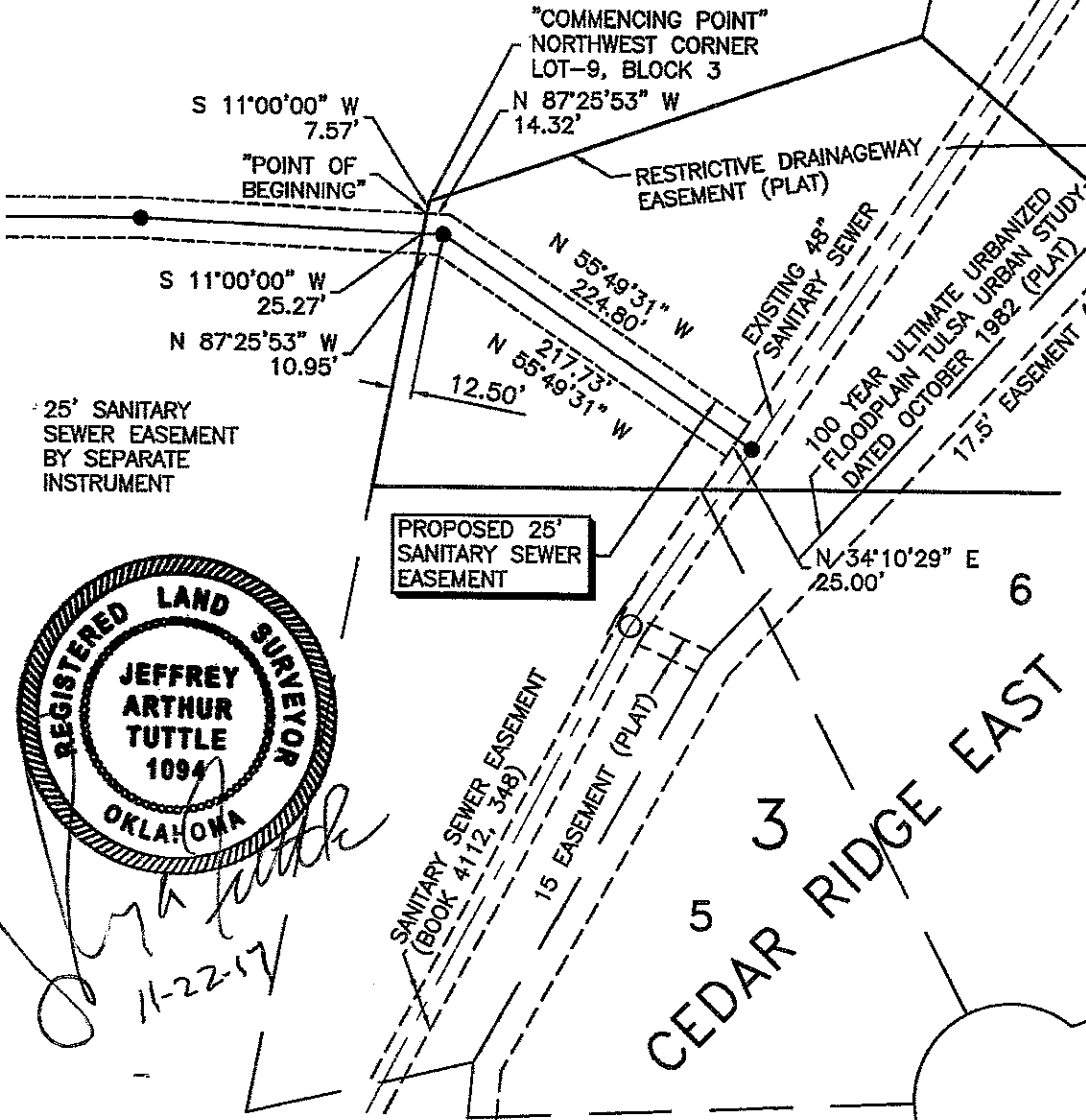 "COMMENCING POINT"
NORTHWEST CORNER
LOT-9, BLOCK 3
S 11°00'00" W
7.57'
N 87°25'53" W
14.32'
"POINT OF
BEGINNING"
RESTRICTIVE DRAINAGEWAY
EASEMENT (PLAT)
S 11°00'00" W
25.27'
N 87°25'53" W
10.95'
12.50'
N 55°49'31" W
224.80'
217.73'
N 55°49'31" W
EXISTING 48"
SANITARY SEWER
100 YEAR ULTIMATE URBANIZED
FLOODPLAIN TULSA URBAN STUDY
DATED OCTOBER 1982 (PLAT)
17.5' EASEMENT
25' SANITARY
SEWER EASEMENT
BY SEPARATE
INSTRUMENT
PROPOSED 25'
SANITARY SEWER
EASEMENT
N 34°10'29" E
25.00'
6
REGISTERED LAND SURVEYOR
JEFFREY
ARTHUR
TUTTLE
1094
OKLAHOMA
11-22-17
SANITARY SEWER EASEMENT
(BOOK 4112, 348)
15 EASEMENT (PLAT)
3
5
CEDAR RIDGE EAST